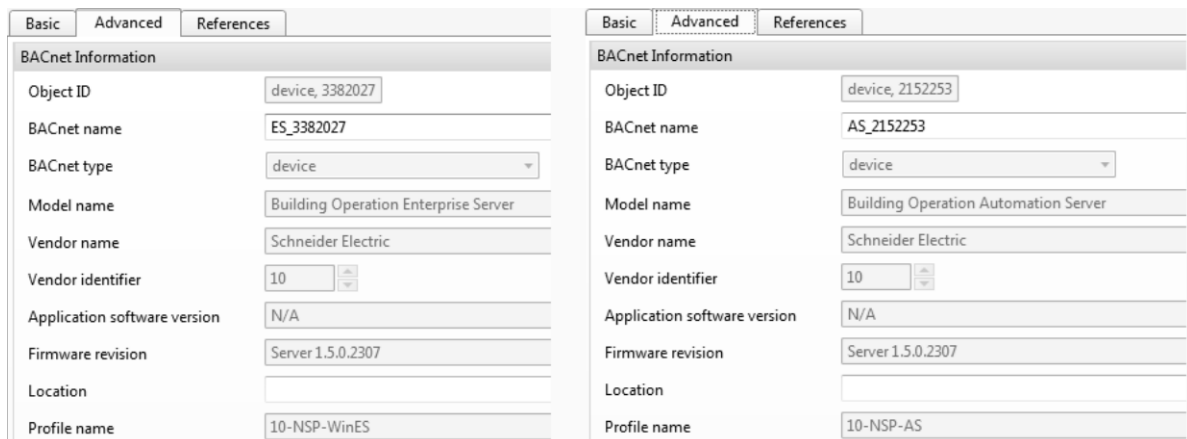 Basic Advanced References
BACnet Information
Object ID device, 3382027
BACnet name ES_3382027
BACnet type device
Model name Building Operation Enterprise Server
Vendor name Schneider Electric
Vendor identifier 10
Application software version N/A
Firmware revision Server 1.5.0.2307
Location
Profile name 10-NSP-WinES
Basic Advanced References
BACnet Information
Object ID device, 2152253
BACnet name AS_2152253
BACnet type device
Model name Building Operation Automation Server
Vendor name Schneider Electric
Vendor identifier 10
Application software version N/A
Firmware revision Server 1.5.0.2307
Location
Profile name 10-NSP-AS